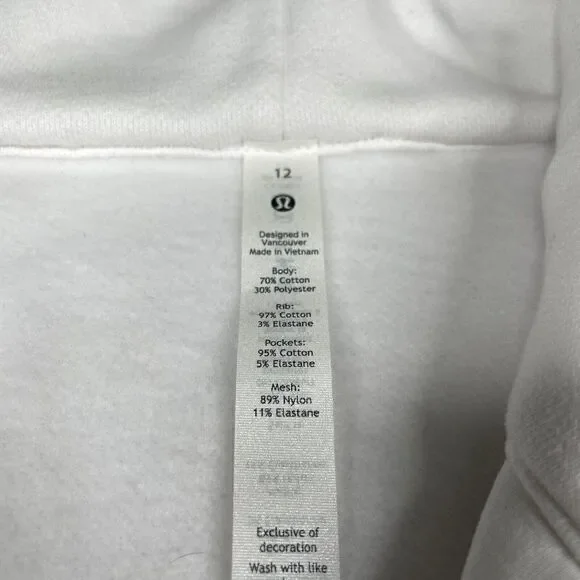 12
Designed in
Vancouver
Made in Vietnam
Body:
70% Cotton
30% Polyester
Rib:
97% Cotton
3% Elastane
Pockets:
95% Cotton
5% Elastane
Mesh:
89% Nylon
11% Elastane
Exclusive of
decoration
Wash with like